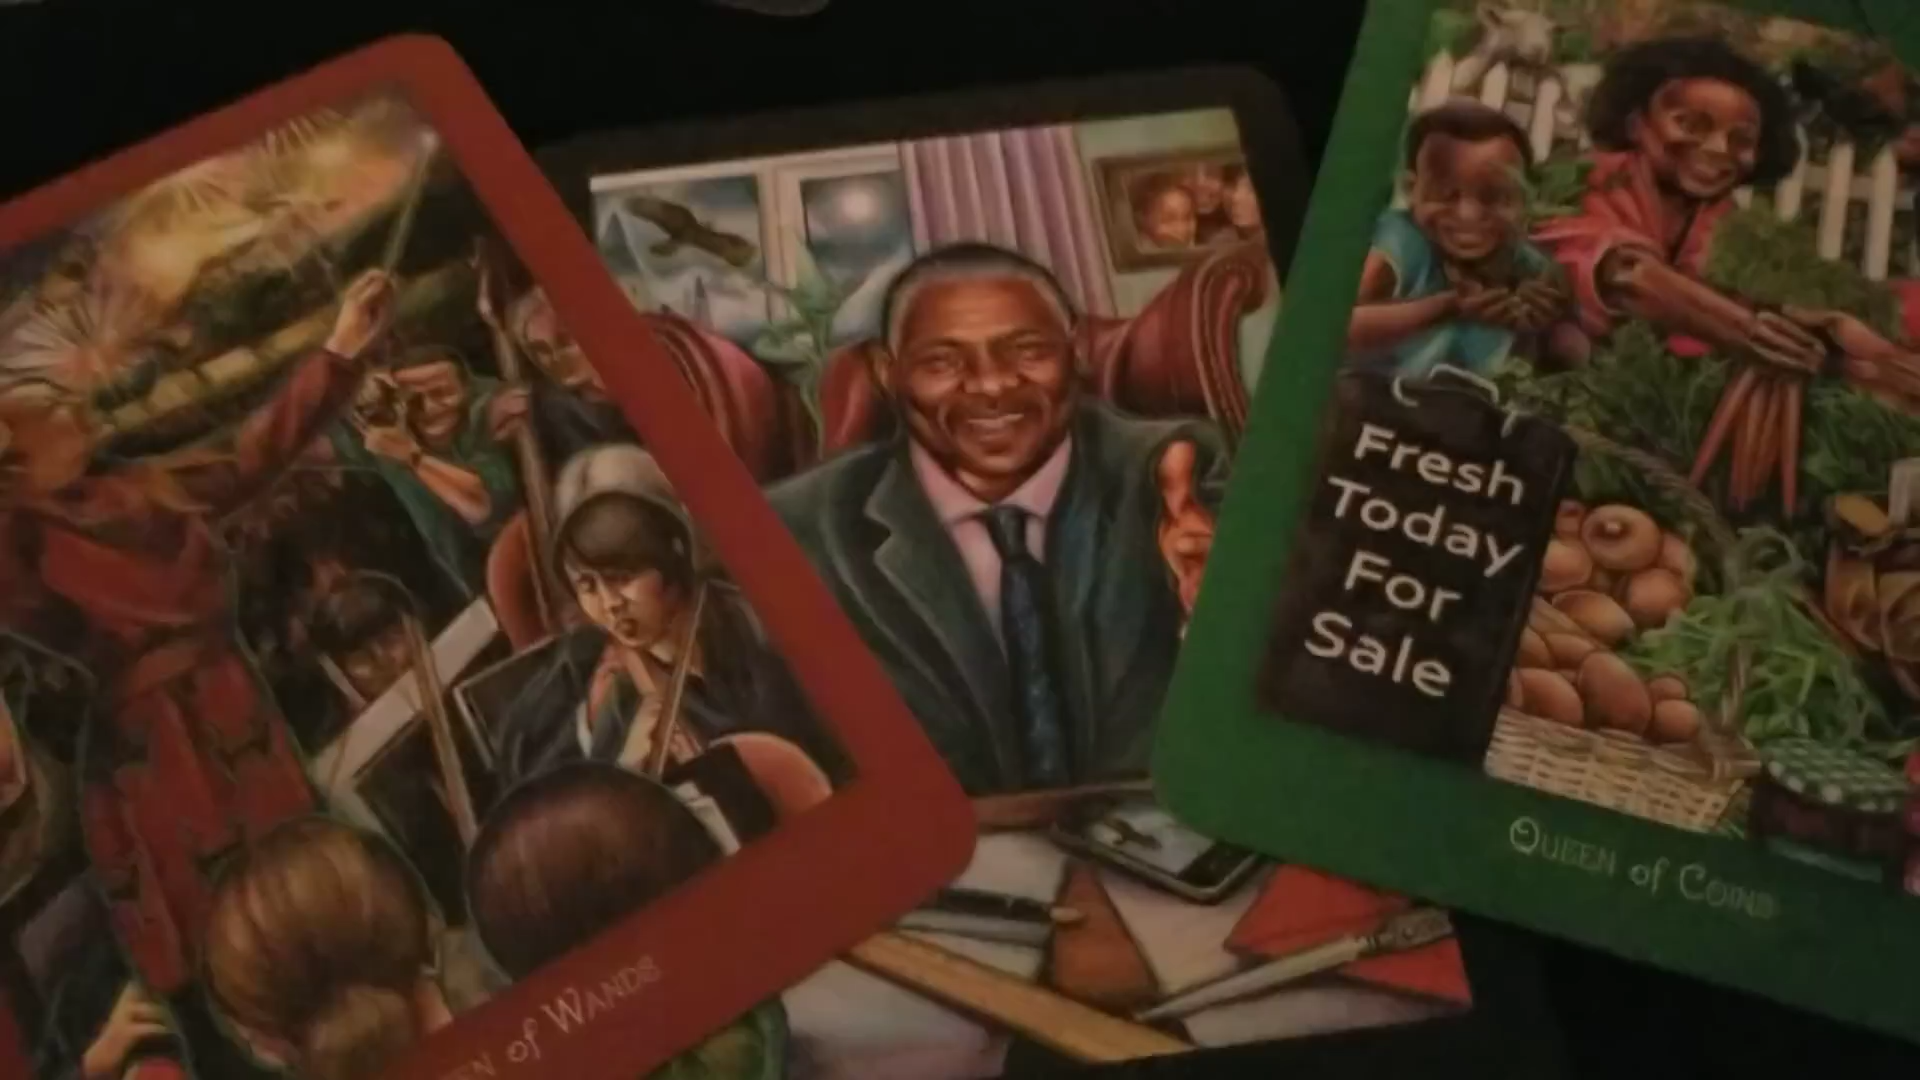 Fresh
Today
For
Sale
Queen of Coins
of Wands